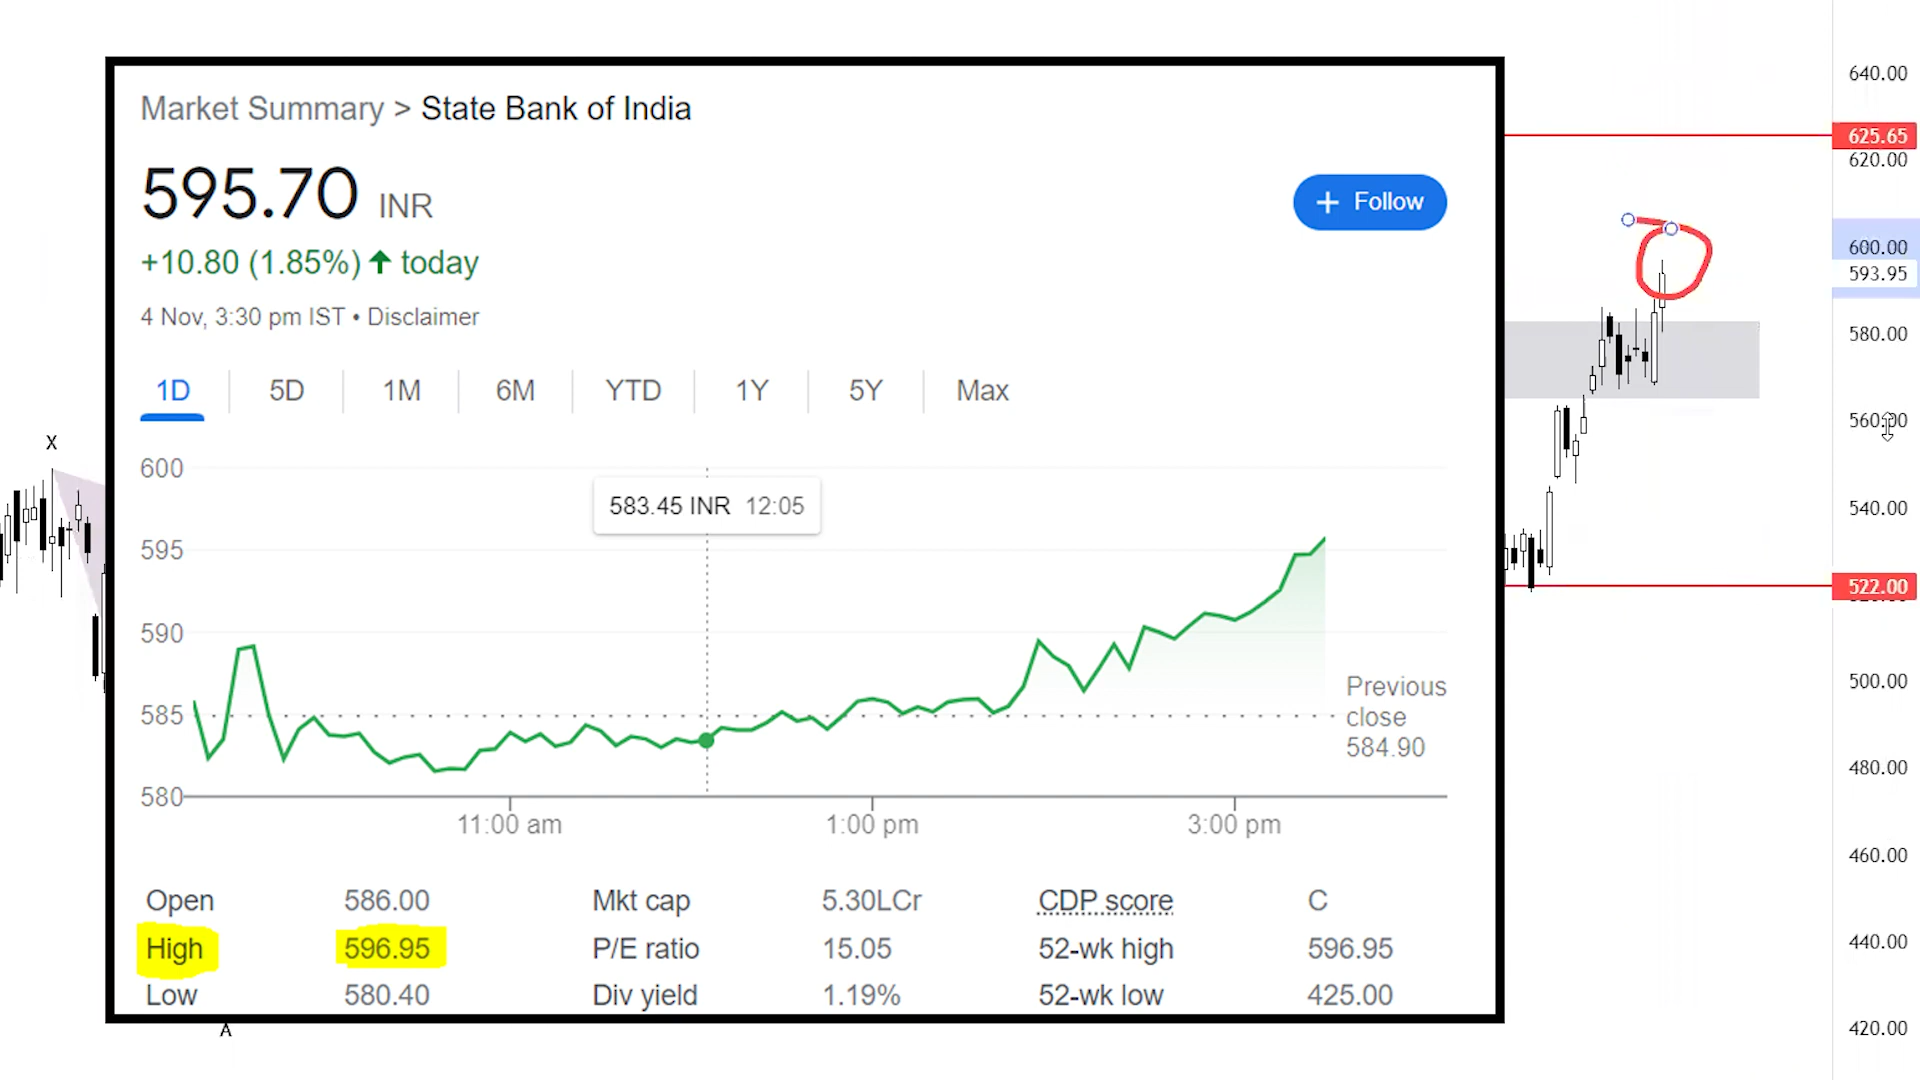 Market Summary > State Bank of India
595.70 INR
+ Follow
+10.80 (1.85%) ↑ today
4 Nov, 3:30 pm IST • Disclaimer
1D 5D 1M 6M YTD 1Y 5Y Max
600
583.45 INR 12:05
595
590
585
580
Previous
close
584.90
11:00 am 1:00 pm 3:00 pm
Open 586.00 Mkt cap 5.30LCr CDP score C
High 596.95 P/E ratio 15.05 52-wk high 596.95
Low 580.40 Div yield 1.19% 52-wk low 425.00
X
A
640.00
625.65
620.00
600.00
593.95
580.00
560.00
540.00
522.00
500.00
480.00
460.00
440.00
420.00